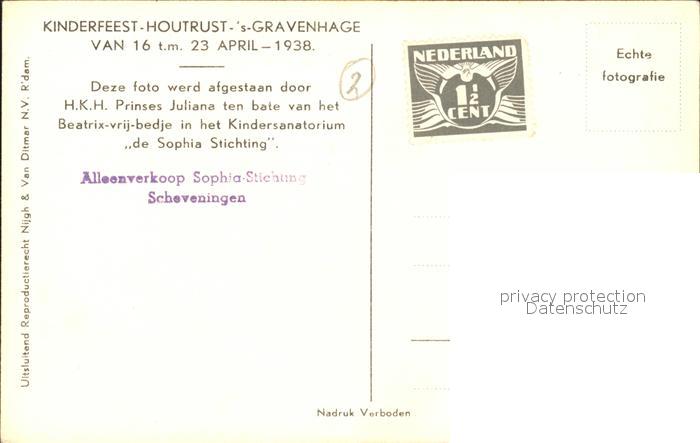 KINDERFEEST-HOUTRUST-'s-GRAVENHAGE
VAN 16 t.m. 23 APRIL-1938.
Deze foto werd afgestaan door
H.K.H. Prinses Juliana ten bate van het
Beatrix-vrij-bedje in het Kindersanatorium
„de Sophia Stichting”.
Alleenverkoop Sophia-Stichting
Scheveningen
Uitsluitend Reproductierecht Nijgh & Van Ditmar N.V. R'dam.
2
NEDERLAND
1½
CENT
Echte
fotografie
privacy protection
Datenschutz
Nadruk Verboden